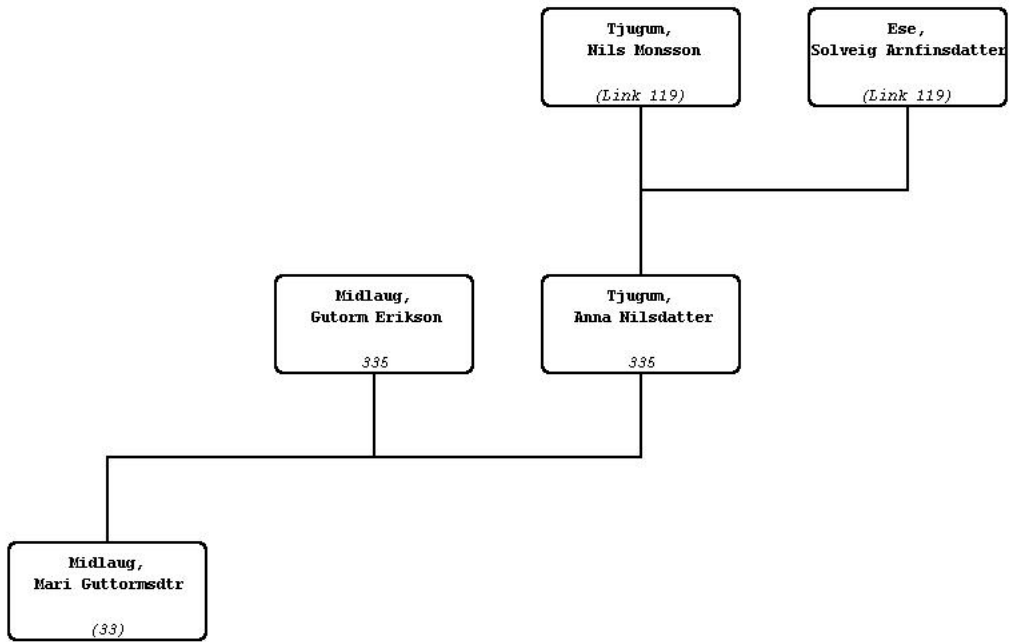 Tjugum,
Nils Monsson
(Link 119)
Ese,
Solveig Arnfinsdatter
(Link 119)
Midlaug,
Gutorm Erikson
335
Tjugum,
Anna Nilsdatter
335
Midlaug,
Mari Guttormsdtr
(33)